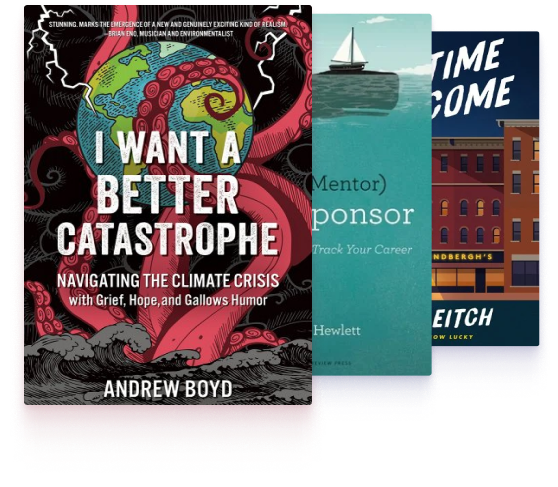 STUNNING. MARKS THE EMERGENCE OF A NEW AND GENUINELY EXCITING KIND OF REALISM.
—BRIAN ENO, MUSICIAN AND ENVIRONMENTALIST
I WANT A
BETTER
CATASTROPHE
NAVIGATING THE CLIMATE CRISIS
with Grief, Hope, and Gallows Humor
ANDREW BOYD
(Mentor)
ponsor
Track Your Career
Hewlett
TIME
COME
NDBERGH'S
EITCH
OW LUCKY